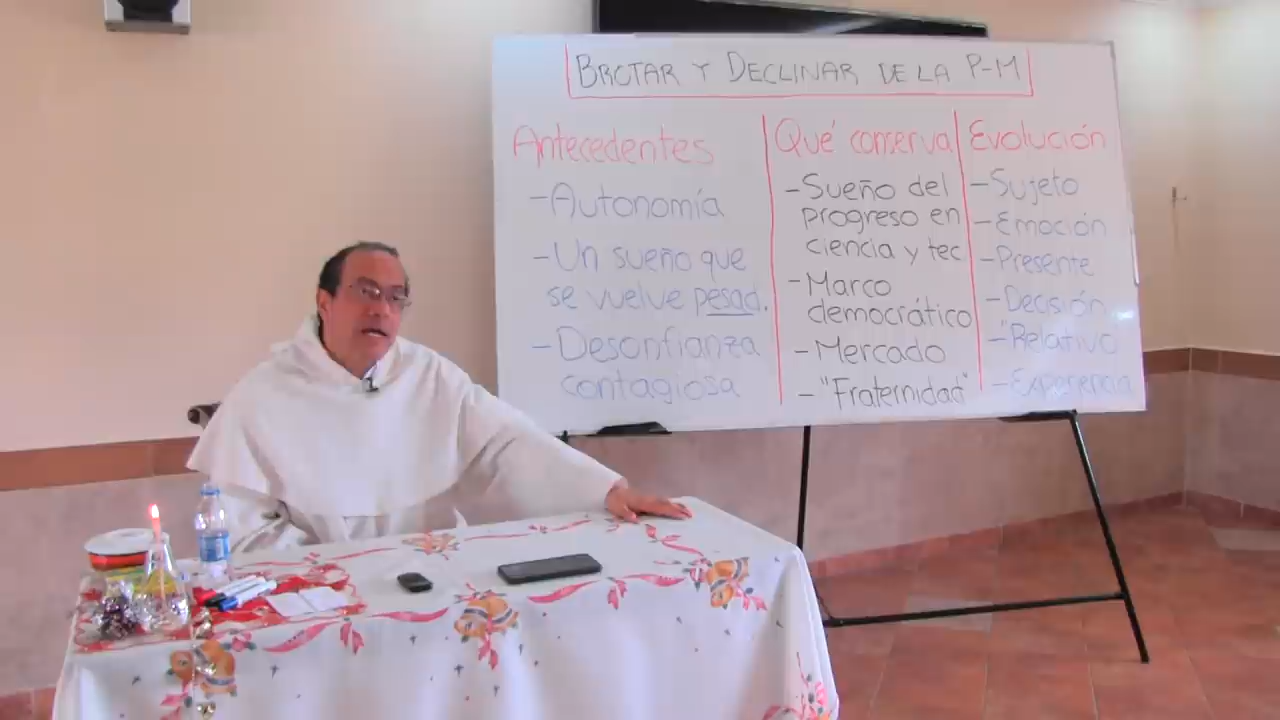 BROTAR Y DECLINAR DE LA P-M
Antecedentes
- Autonomía
- Un sueño que
se vuelve pesad.
- Desonfianza
contagiosa
Qué conserva
- Sueño del
progreso en
ciencia y tec
- Marco
democrático
- Mercado
- "Fraternidad"
Evolución
- Sujeto
- Emoción
- Presente
- Decisión
- Relativo
- Experiencia